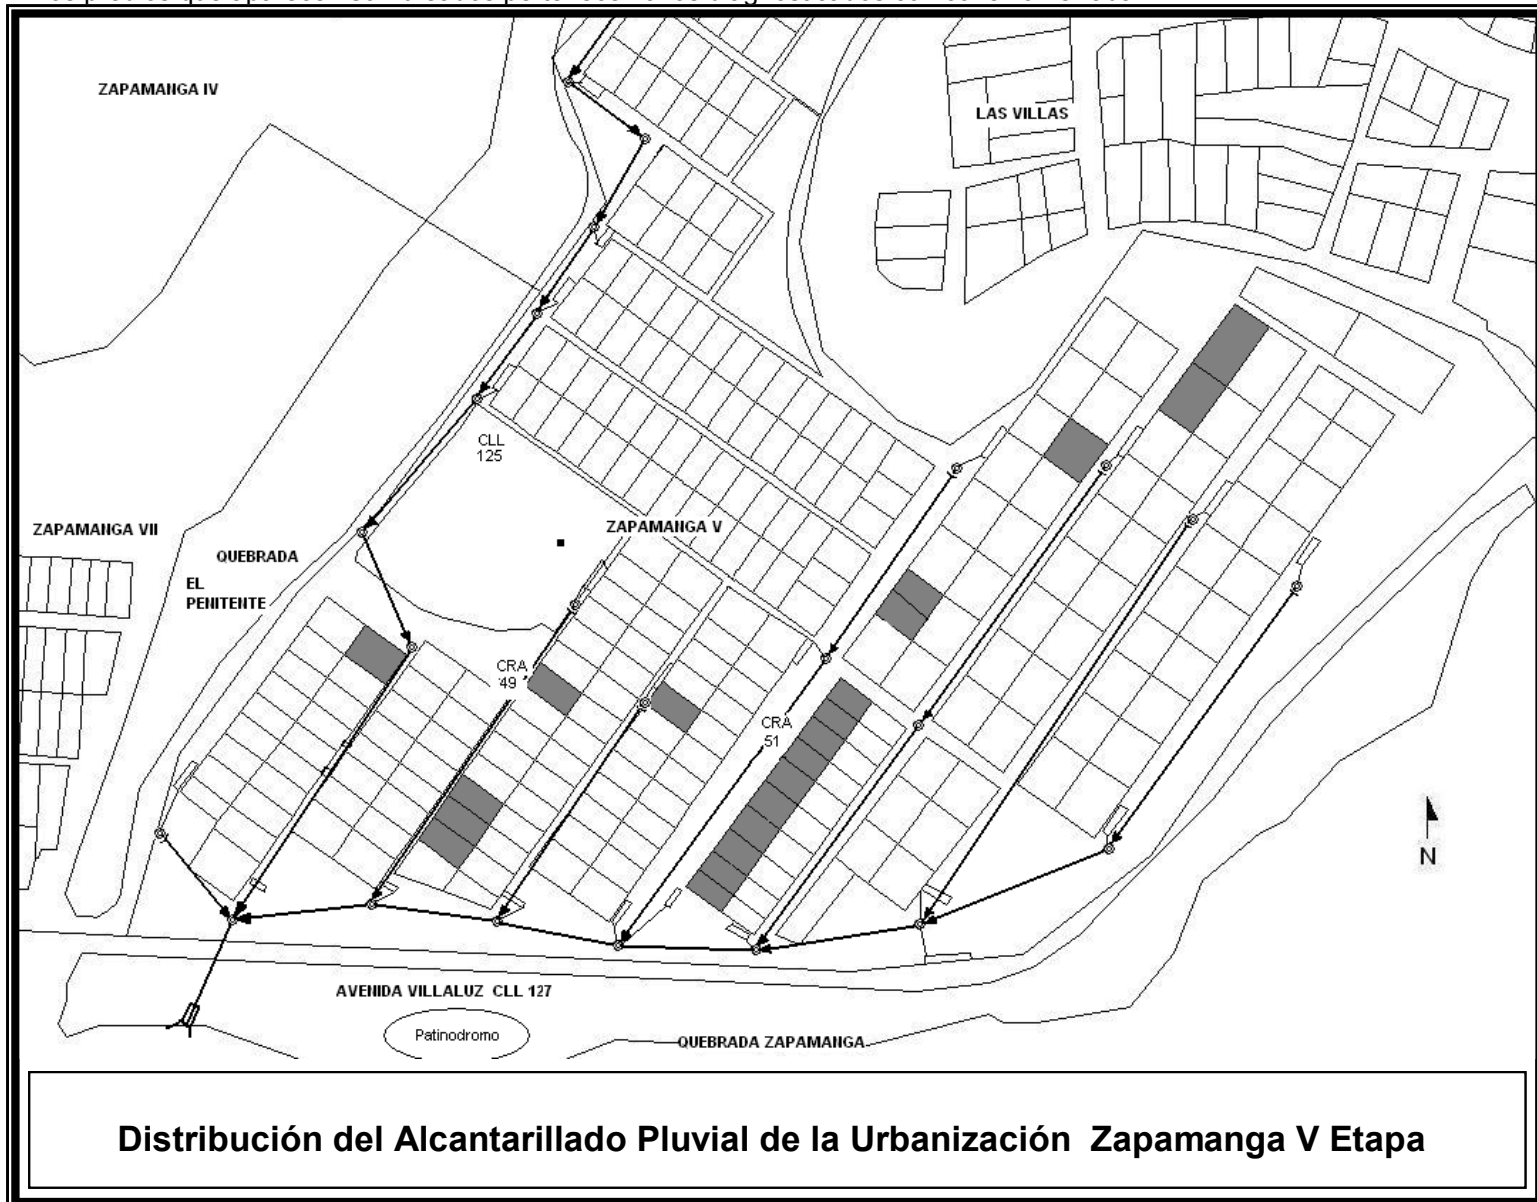 ZAPAMANGA IV
LAS VILLAS
CLL
125
ZAPAMANGA V
ZAPAMANGA VII
QUEBRADA
EL
PENITENTE
CRA
49
CRA
51
N
AVENIDA VILLALUZ CLL 127
Patinodromo
QUEBRADA ZAPAMANGA
Distribución del Alcantarillado Pluvial de la Urbanización Zapamanga V Etapa